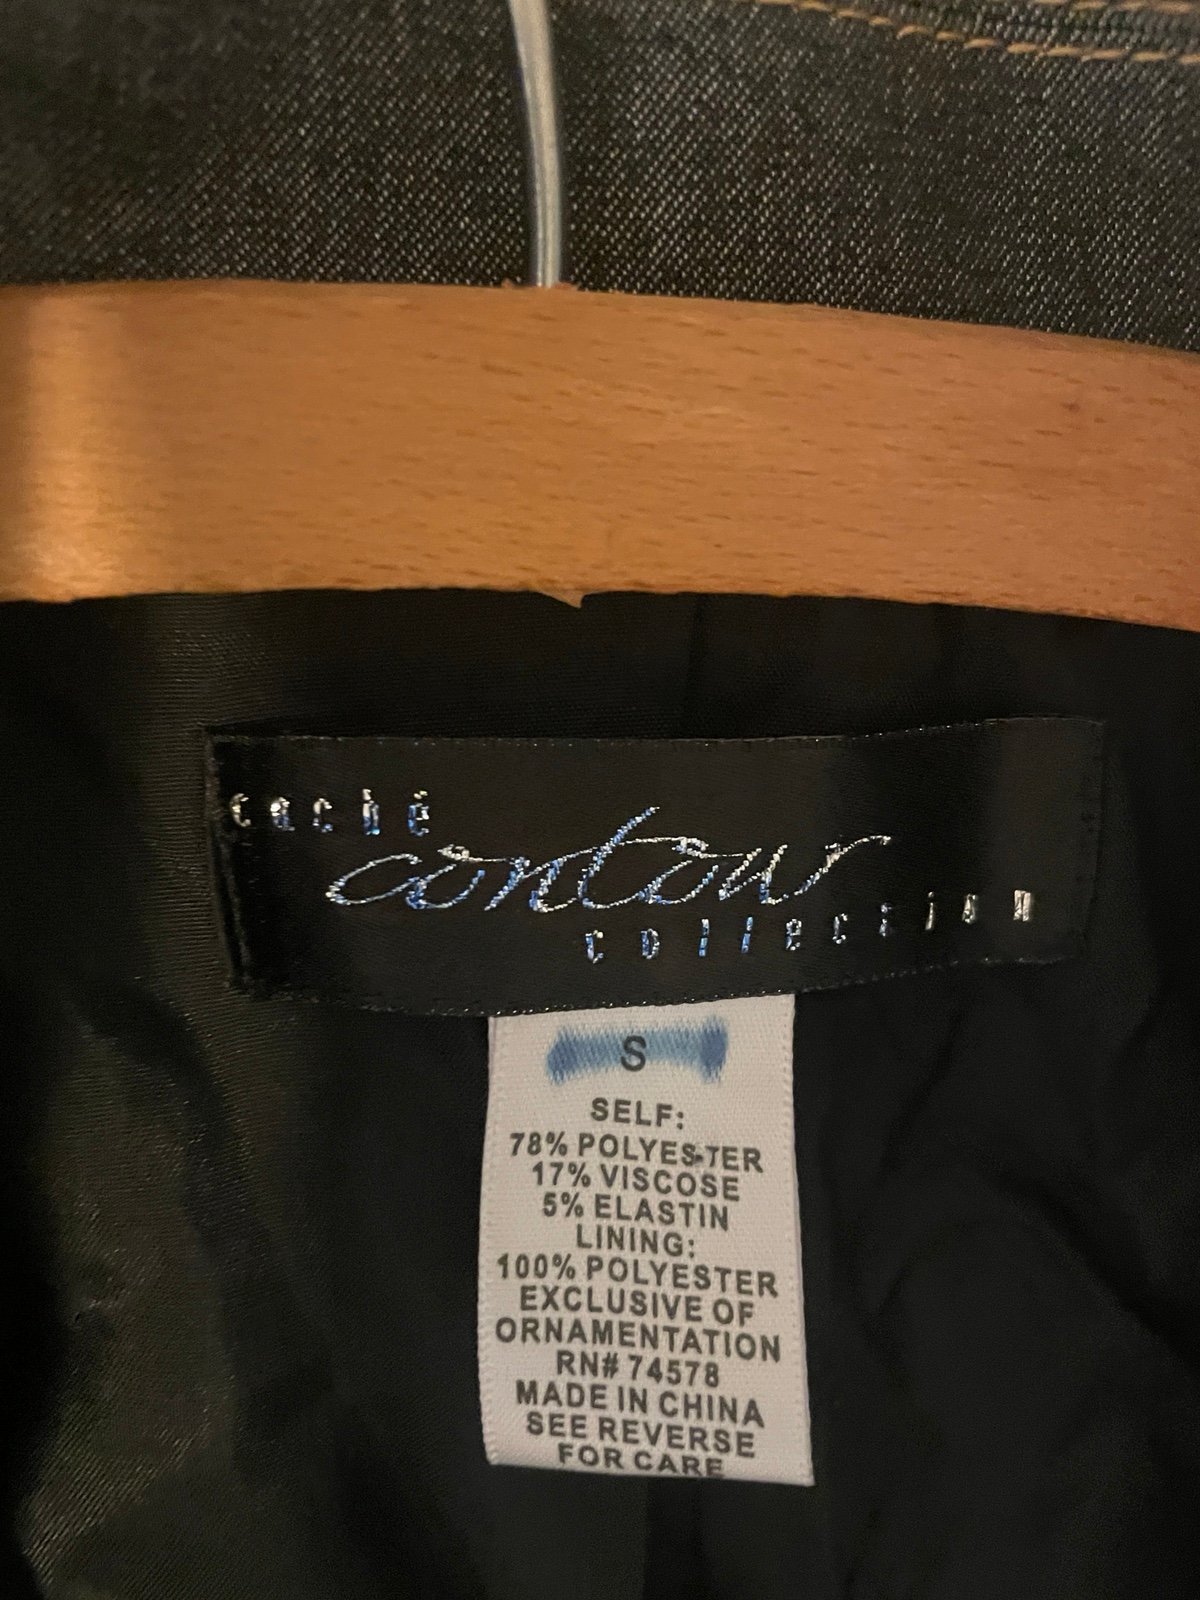 caché
contour
collection
S
SELF:
78% POLYESTER
17% VISCOSE
5% ELASTIN
LINING:
100% POLYESTER
EXCLUSIVE OF
ORNAMENTATION
RN# 74578
MADE IN CHINA
SEE REVERSE
FOR CARE